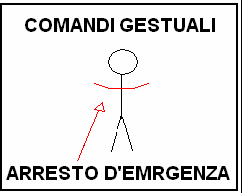 COMANDI GESTUALI
ARRESTO D'EMRGENZA